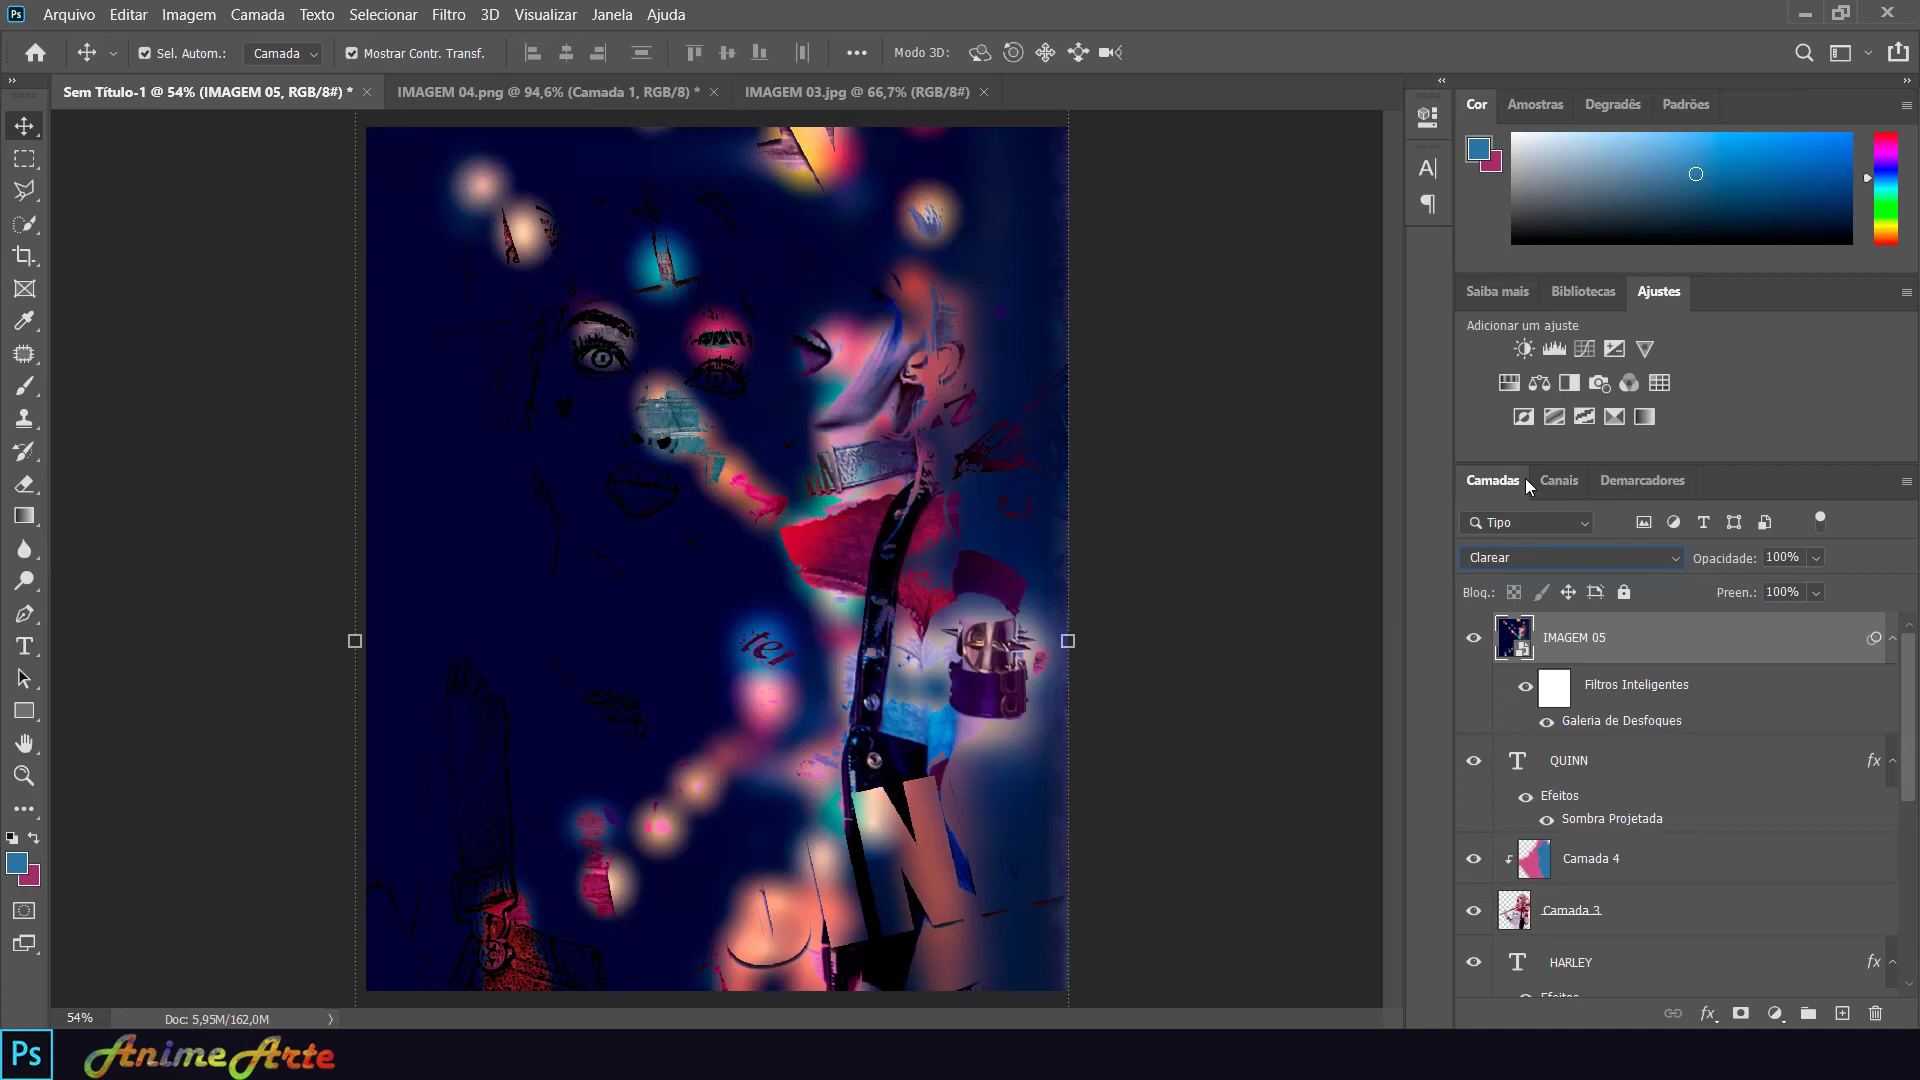 Ps Arquivo Editar Imagem Camada Texto Selecionar Filtro 3D Visualizar Janela Ajuda
Sel. Autom.: Camada Mostrar Contr. Transf. Modo 3D:
Sem Título-1 @ 54% (IMAGEM 05, RGB/8#) *
IMAGEM 04.png @ 94,6% (Camada 1, RGB/8) *
IMAGEM 03.jpg @ 66,7% (RGB/8#)
Cor Amostras Degradês Padrões
Saiba mais Bibliotecas Ajustes
Adicionar um ajuste
Camadas Canais Demarcadores
Tipo
Clarear Opacidade: 100%
Bloq.: Preen.: 100%
IMAGEM 05
Filtros Inteligentes
Galeria de Desfoques
QUINN fx
Efeitos
Sombra Projetada
Camada 4
Camada 3
HARLEY fx
Efeitos
fx
54% Doc: 5,95M/162,0M
Ps AnimeArte